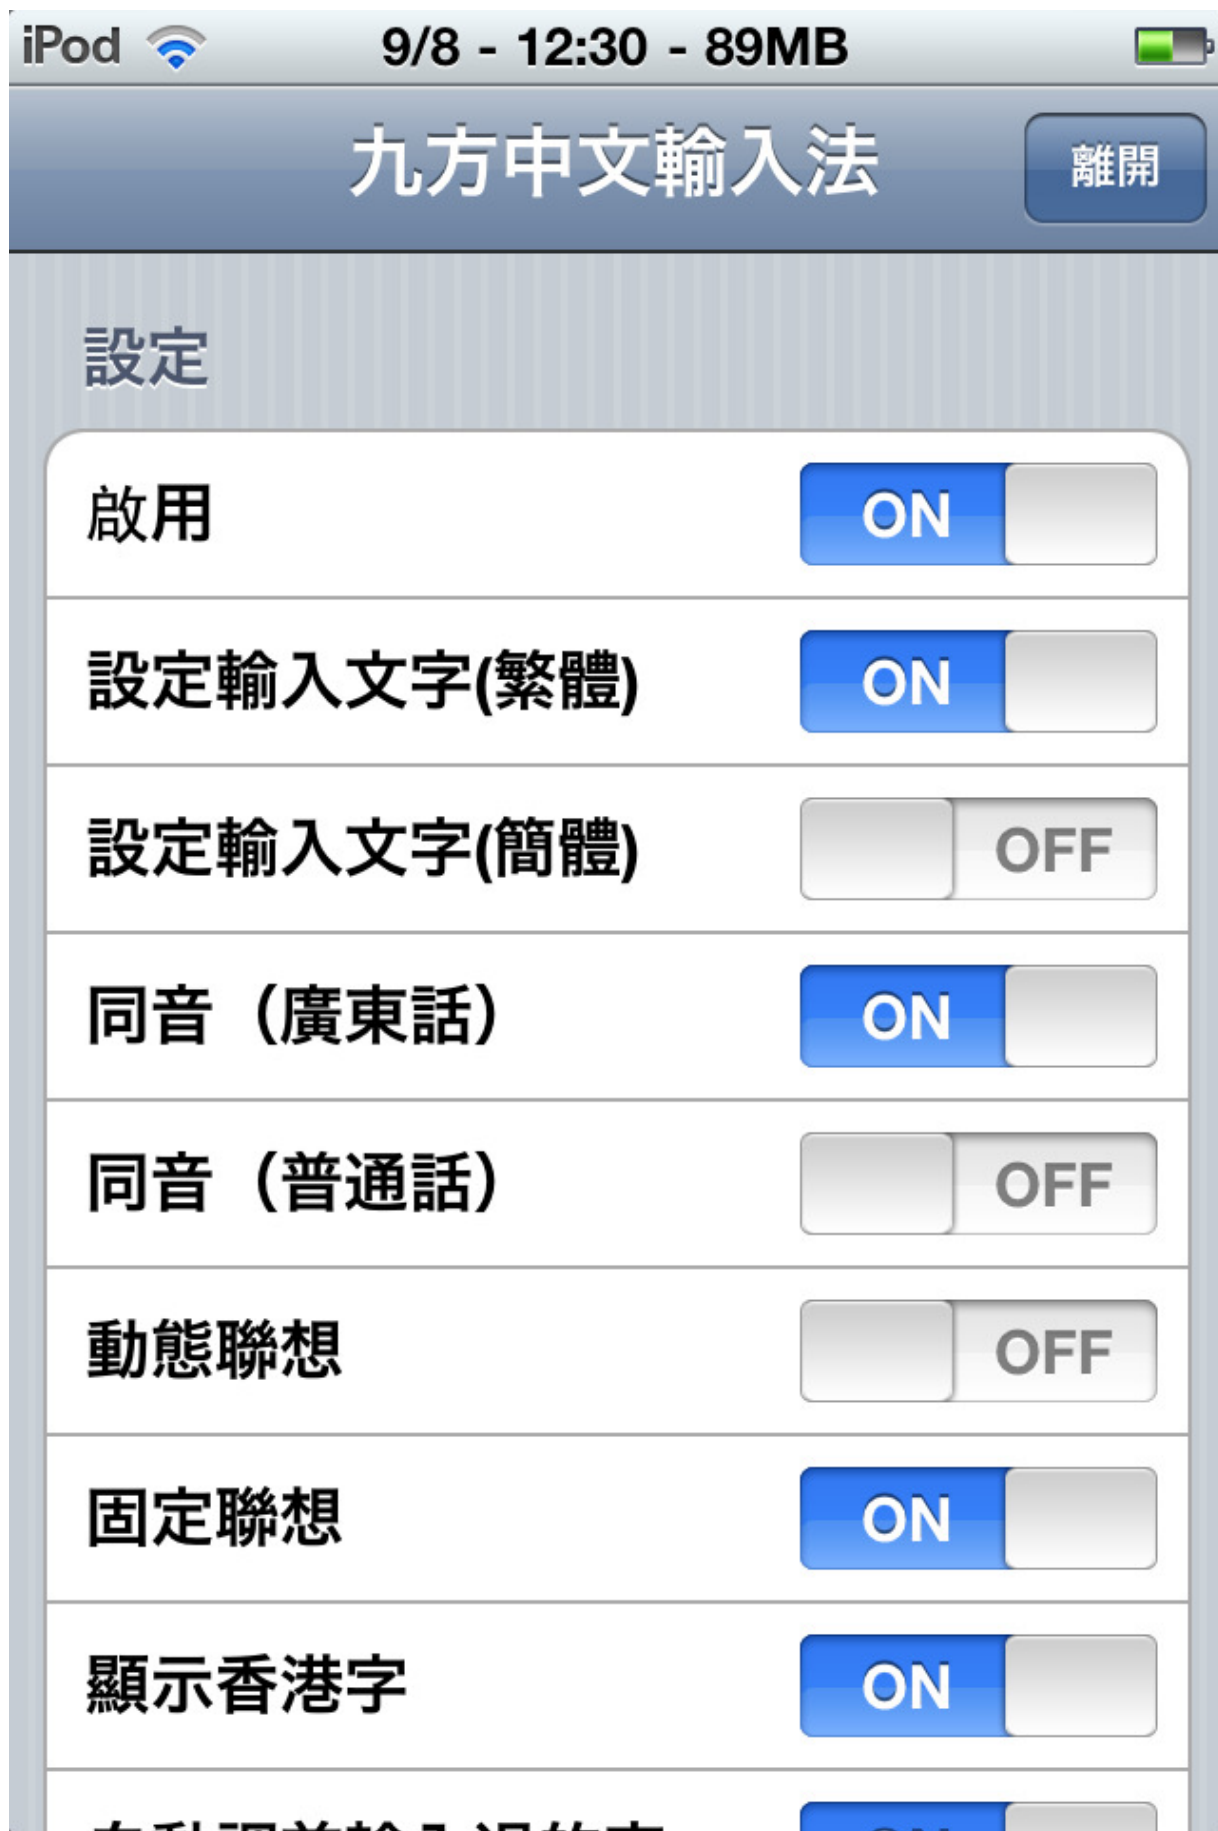 iPod 9/8 - 12:30 - 89MB
九方中文輸入法 離開
設定
啟用 ON
設定輸入文字(繁體) ON
設定輸入文字(簡體) OFF
同音（廣東話） ON
同音（普通話） OFF
動態聯想 OFF
固定聯想 ON
顯示香港字 ON